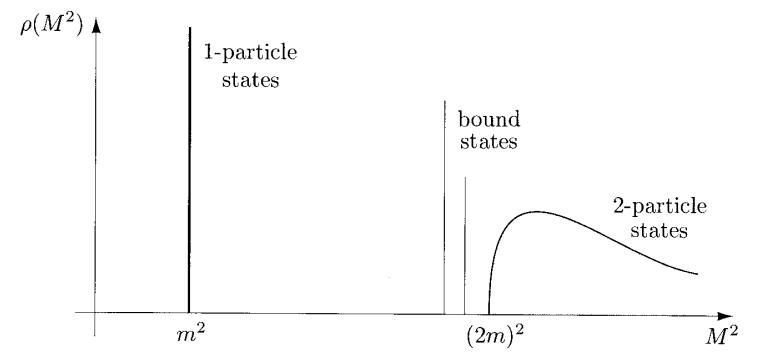 ρ(M²)
1-particle
states
bound
states
2-particle
states
m²
(2m)²
M²